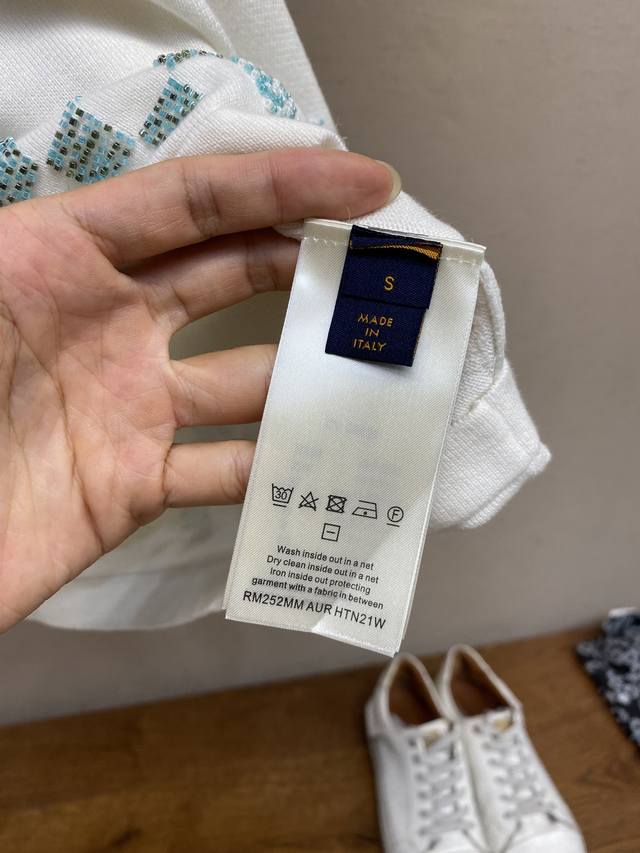 S
MADE
IN
ITALY
30
F
Wash inside out in a net
Dry clean inside out in a net
Iron inside out protecting
garment with a fabric in between
RM252MM AUR HTN21W